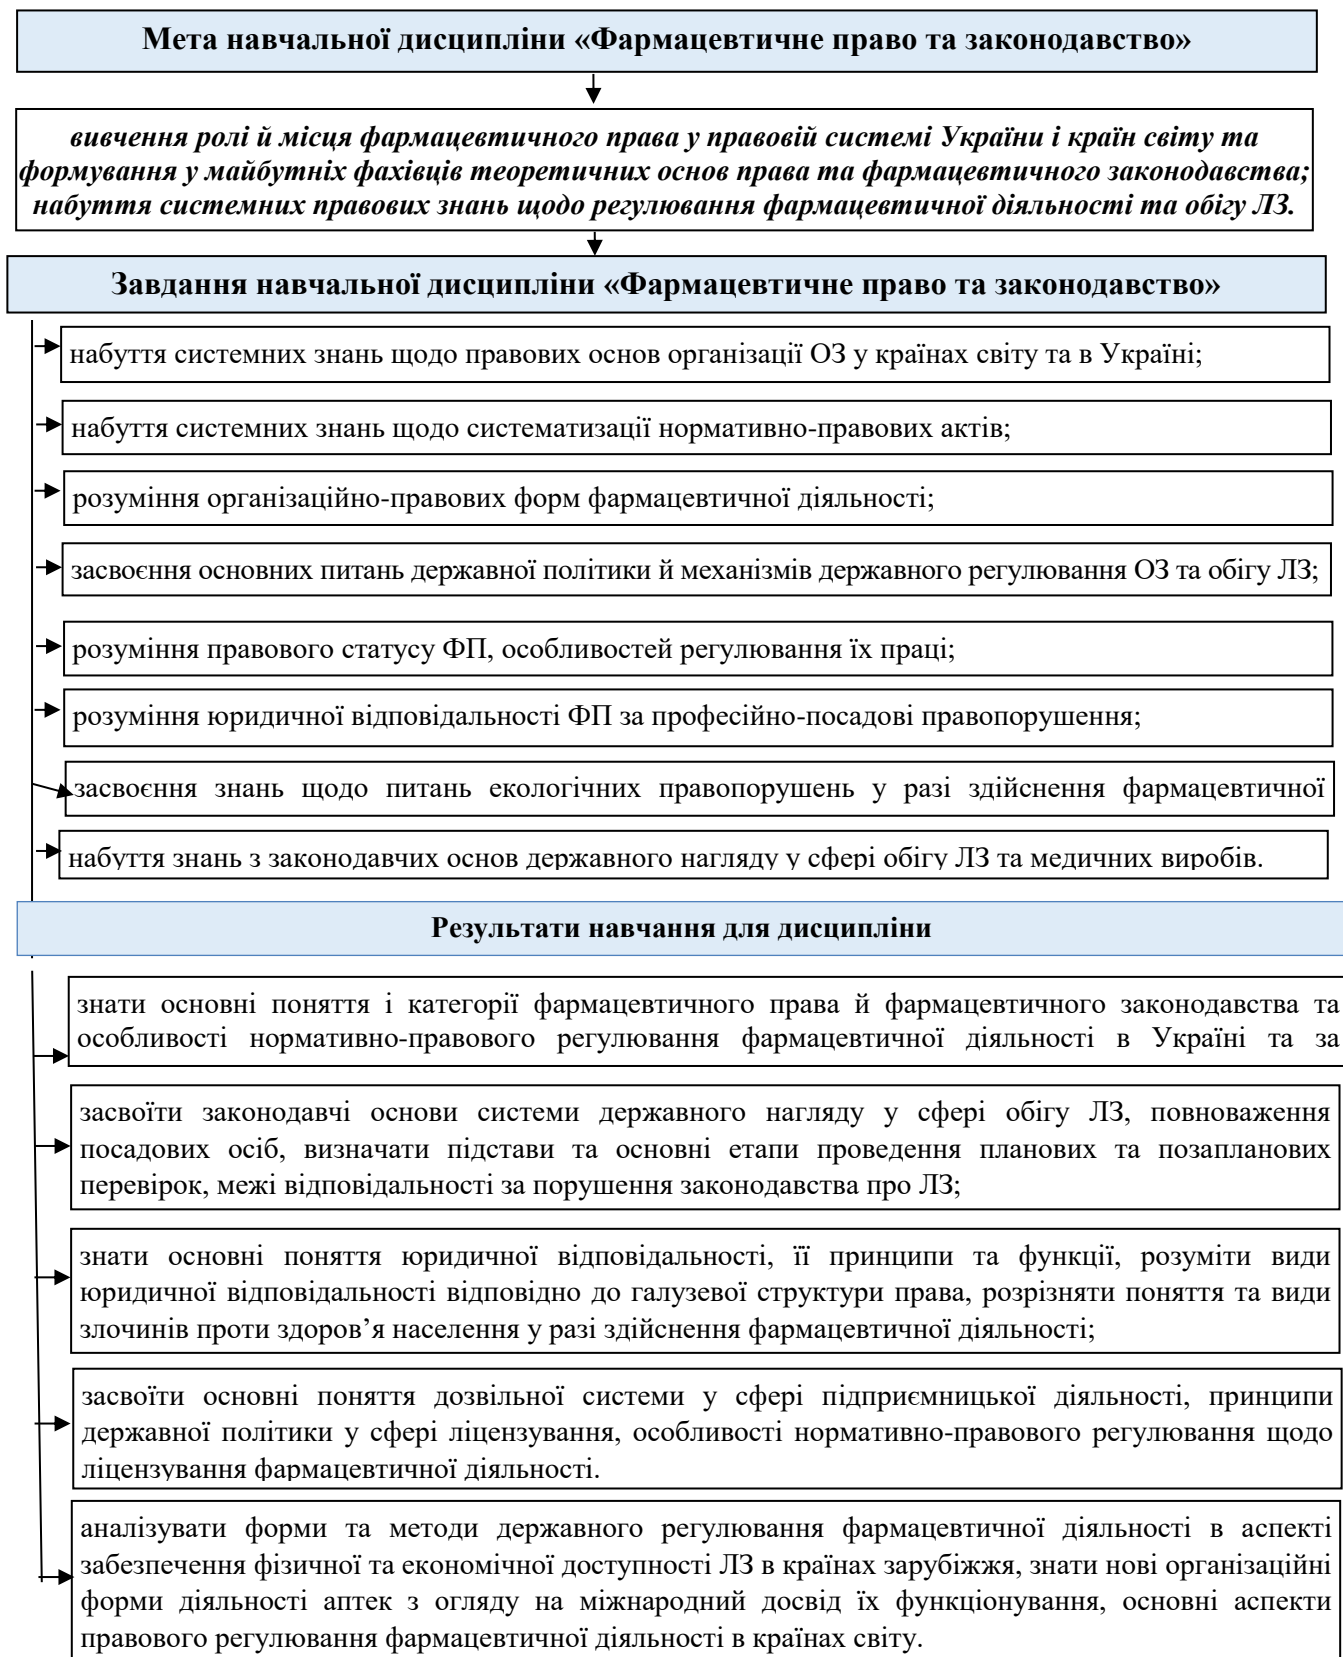 Мета навчальної дисципліни «Фармацевтичне право та законодавство»
вивчення ролі й місця фармацевтичного права у правовій системі України і країн світу та
формування у майбутніх фахівців теоретичних основ права та фармацевтичного законодавства;
набуття системних правових знань щодо регулювання фармацевтичної діяльності та обігу ЛЗ.
Завдання навчальної дисципліни «Фармацевтичне право та законодавство»
набуття системних знань щодо правових основ організації ОЗ у країнах світу та в Україні;
набуття системних знань щодо систематизації нормативно-правових актів;
розуміння організаційно-правових форм фармацевтичної діяльності;
засвоєння основних питань державної політики й механізмів державного регулювання ОЗ та обігу ЛЗ;
розуміння правового статусу ФП, особливостей регулювання їх праці;
розуміння юридичної відповідальності ФП за професійно-посадові правопорушення;
засвоєння знань щодо питань екологічних правопорушень у разі здійснення фармацевтичної
набуття знань з законодавчих основ державного нагляду у сфері обігу ЛЗ та медичних виробів.
Результати навчання для дисципліни
знати основні поняття і категорії фармацевтичного права й фармацевтичного законодавства та
особливості нормативно-правового регулювання фармацевтичної діяльності в Україні та за
засвоїти законодавчі основи системи державного нагляду у сфері обігу ЛЗ, повноваження
посадових осіб, визначати підстави та основні етапи проведення планових та позапланових
перевірок, межі відповідальності за порушення законодавства про ЛЗ;
знати основні поняття юридичної відповідальності, її принципи та функції, розуміти види
юридичної відповідальності відповідно до галузевої структури права, розрізняти поняття та види
злочинів проти здоров’я населення у разі здійснення фармацевтичної діяльності;
засвоїти основні поняття дозвільної системи у сфері підприємницької діяльності, принципи
державної політики у сфері ліцензування, особливості нормативно-правового регулювання щодо
ліцензування фармацевтичної діяльності.
аналізувати форми та методи державного регулювання фармацевтичної діяльності в аспекті
забезпечення фізичної та економічної доступності ЛЗ в країнах зарубіжжя, знати нові організаційні
форми діяльності аптек з огляду на міжнародний досвід їх функціонування, основні аспекти
правового регулювання фармацевтичної діяльності в країнах світу.